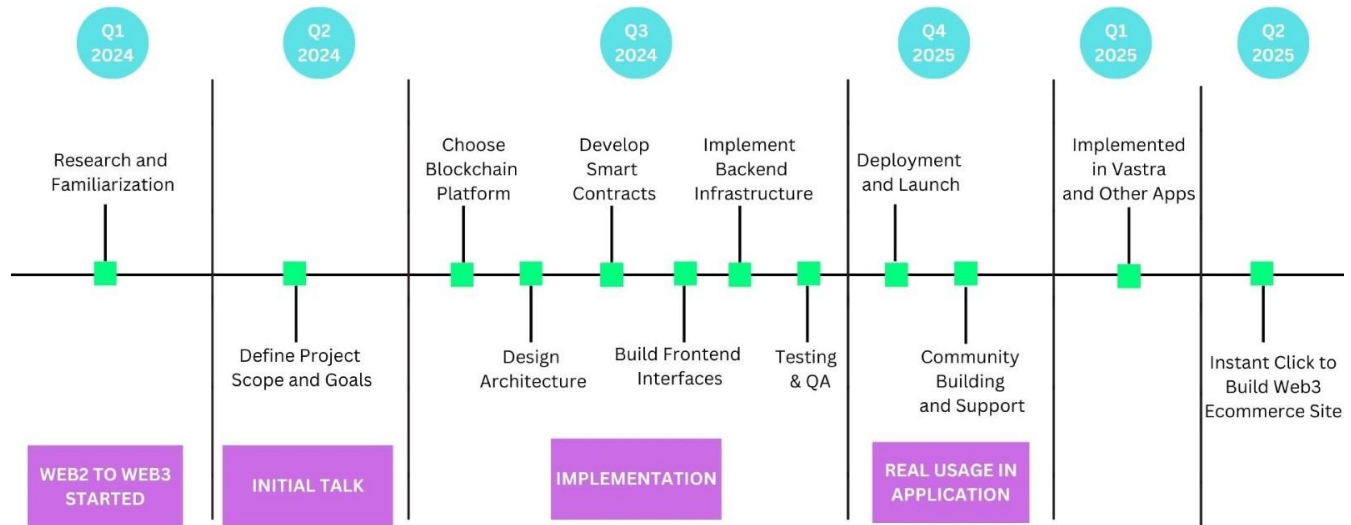 Q1
2024
Q2
2024
Q3
2024
Q4
2025
Q1
2025
Q2
2025
Research and
Familiarization
Choose
Blockchain
Platform
Develop
Smart
Contracts
Implement
Backend
Infrastructure
Deployment
and Launch
Implemented
in Vastra
and Other Apps
Define Project
Scope and Goals
Design
Architecture
Build Frontend
Interfaces
Testing
& QA
Community
Building
and Support
Instant Click to
Build Web3
Ecommerce Site
WEB2 TO WEB3
STARTED
INITIAL TALK
IMPLEMENTATION
REAL USAGE IN
APPLICATION